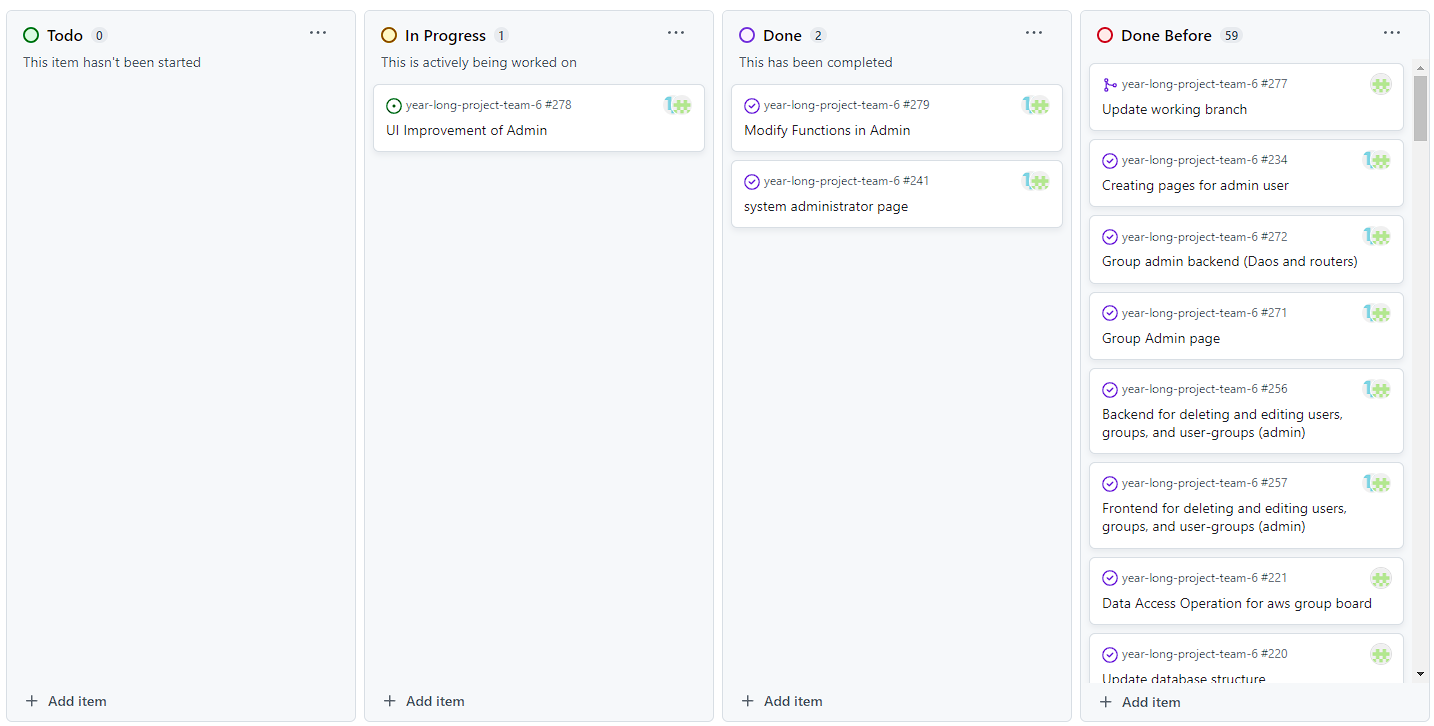 Todo 0
This item hasn't been started
Add item
In Progress 1
This is actively being worked on
year-long-project-team-6 #278
UI Improvement of Admin
Add item
Done 2
This has been completed
year-long-project-team-6 #279
Modify Functions in Admin
year-long-project-team-6 #241
system administrator page
Add item
Done Before 59
year-long-project-team-6 #277
Update working branch
year-long-project-team-6 #234
Creating pages for admin user
year-long-project-team-6 #272
Group admin backend (Daos and routers)
year-long-project-team-6 #271
Group Admin page
year-long-project-team-6 #256
Backend for deleting and editing users,
groups, and user-groups (admin)
year-long-project-team-6 #257
Frontend for deleting and editing users,
groups, and user-groups (admin)
year-long-project-team-6 #221
Data Access Operation for aws group board
year-long-project-team-6 #220
Update database structure
Add item